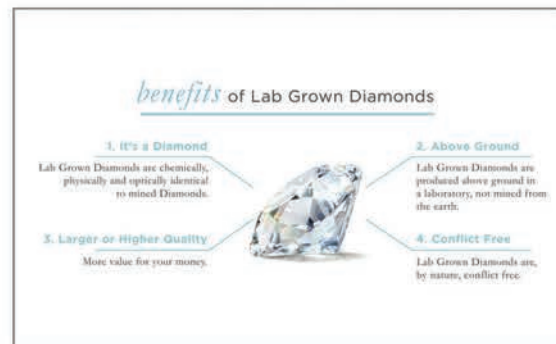 benefits of Lab Grown Diamonds
1. It's a Diamond
Lab Grown Diamonds are chemically,
physically and optically identical
to mined Diamonds.
2. Above Ground
Lab Grown Diamonds are
produced above ground in
a laboratory, not mined from
the earth.
3. Larger or Higher Quality
More value for your money.
4. Conflict Free
Lab Grown Diamonds are,
by nature, conflict free.